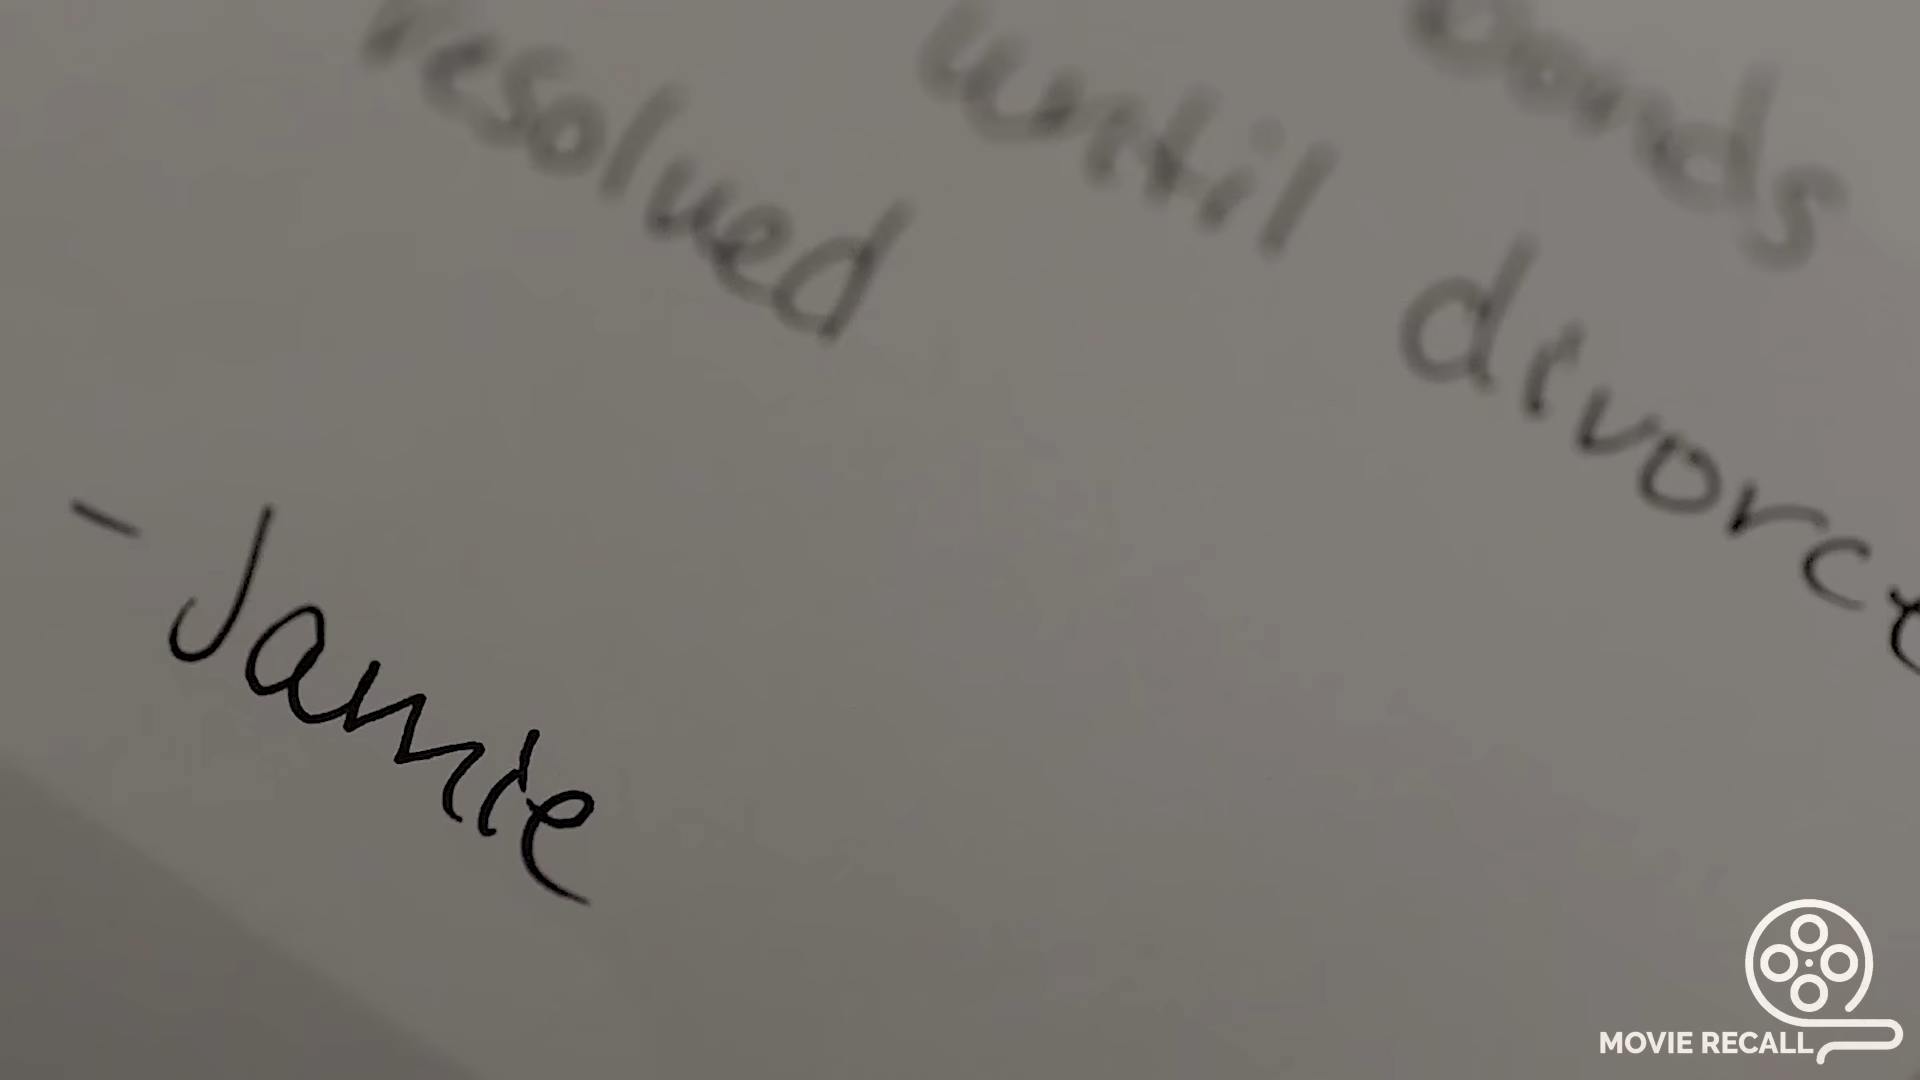 bonds
until divorce
resolved
- Jamie
MOVIE RECALL